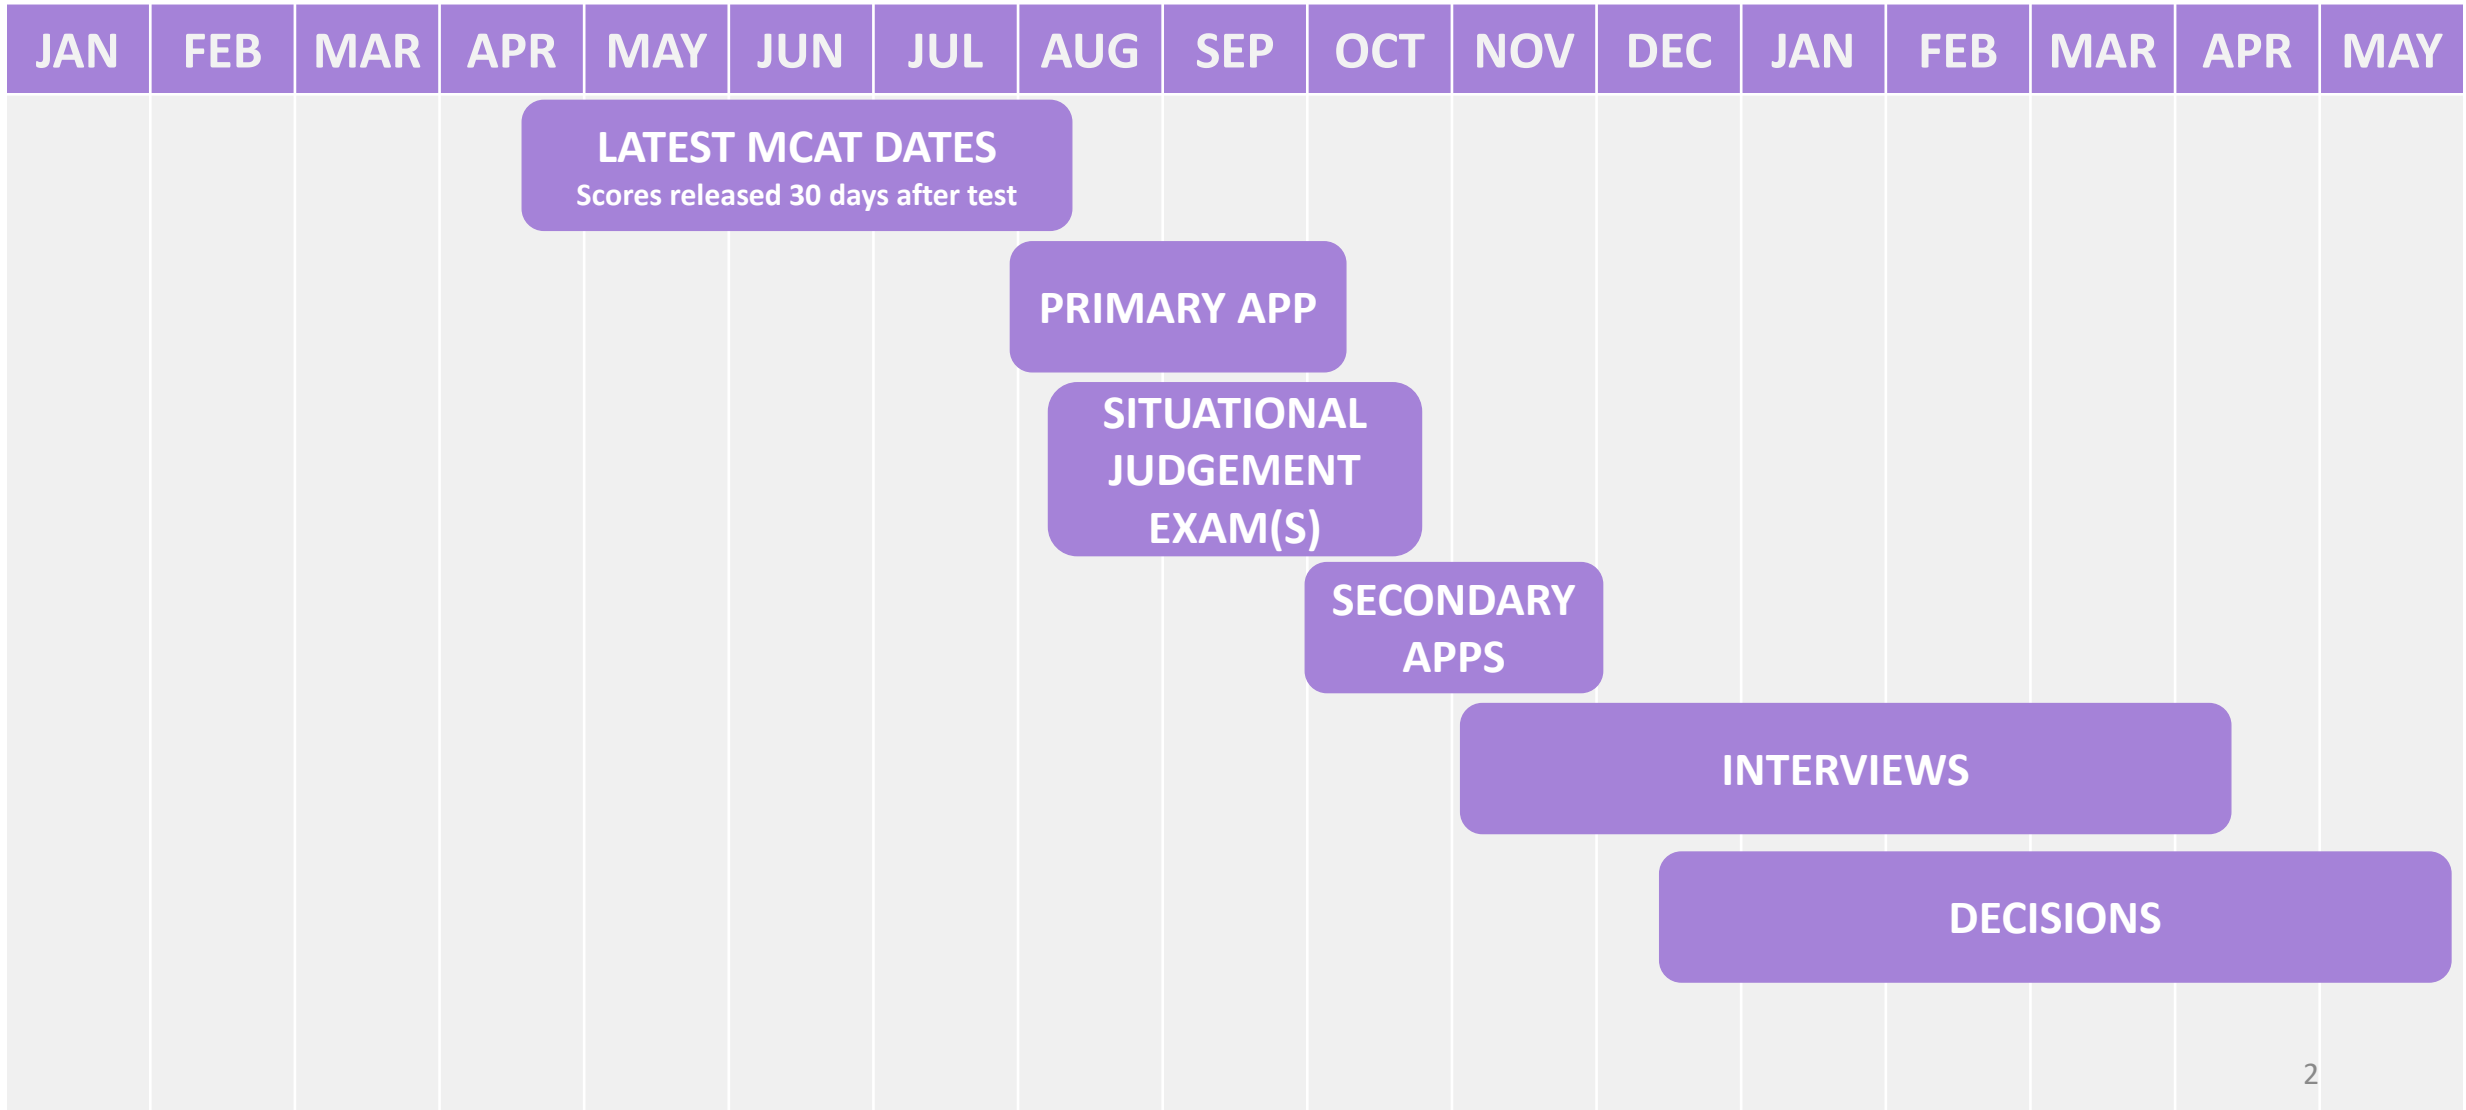 JAN FEB MAR APR MAY JUN JUL AUG SEP OCT NOV DEC JAN FEB MAR APR MAY
LATEST MCAT DATES
Scores released 30 days after test
PRIMARY APP
SITUATIONAL
JUDGEMENT
EXAM(S)
SECONDARY
APPS
INTERVIEWS
DECISIONS
2